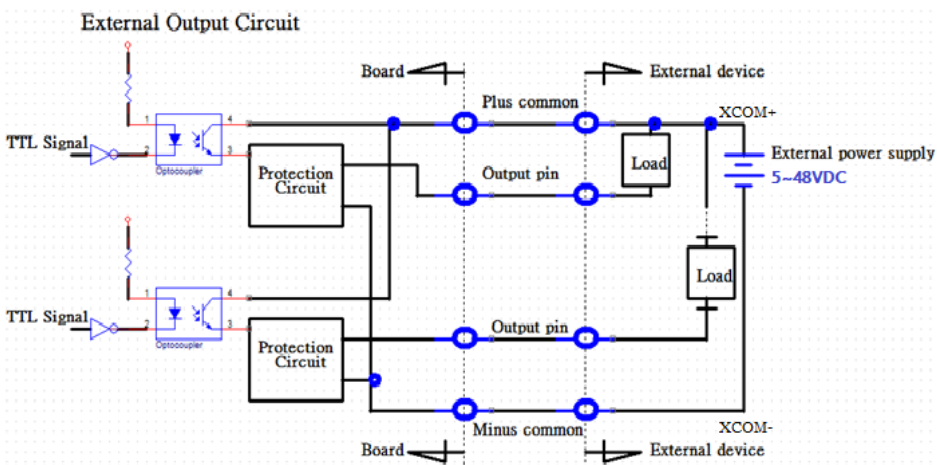 External Output Circuit
Board
External device
Plus common
XCOM+
1
4
TTL Signal
2
3
Optocoupler
Protection
Circuit
Output pin
Load
External power supply
5~48VDC
1
4
TTL Signal
2
3
Optocoupler
Protection
Circuit
Output pin
Load
Minus common
XCOM-
Board
External device